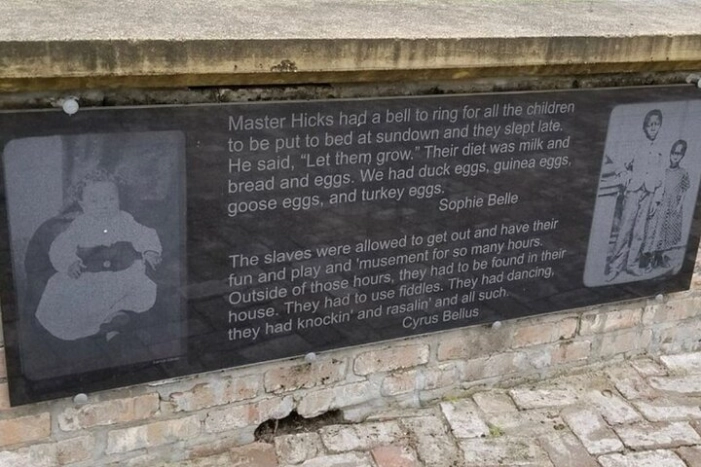 Master Hicks had a bell to ring for all the children
to be put to bed at sundown and they slept late.
He said, “Let them grow.” Their diet was milk and
bread and eggs. We had duck eggs, guinea eggs,
goose eggs, and turkey eggs.
Sophie Belle
The slaves were allowed to get out and have their
fun and play and 'musement for so many hours.
Outside of those hours, they had to be found in their
house. They had to use fiddles. They had dancing,
they had knockin' and rasalin' and all such.
Cyrus Bellus